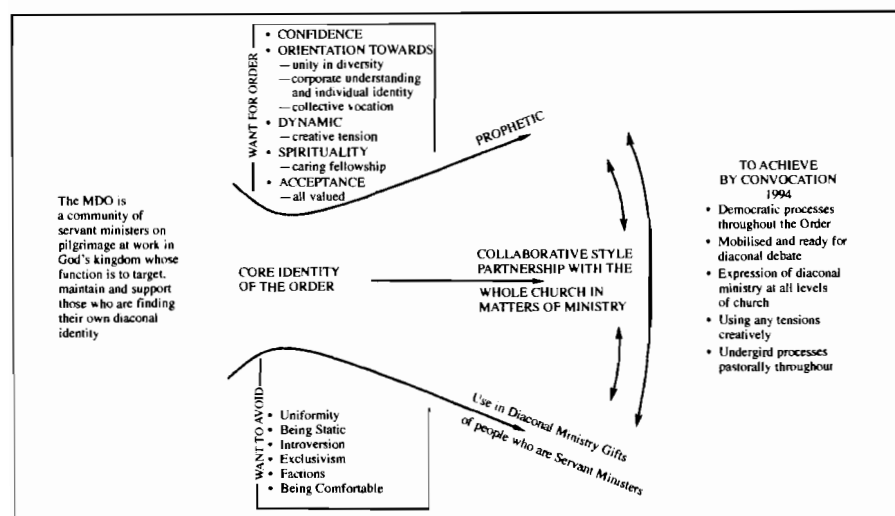 The MDO is
a community of
servant ministers on
pilgrimage at work in
God's kingdom whose
function is to target.
maintain and support
those who are finding
their own diaconal
identity
WANT FOR ORDER
• CONFIDENCE
• ORIENTATION TOWARDS
—unity in diversity
—corporate understanding
and individual identity
—collective vocation
• DYNAMIC
—creative tension
• SPIRITUALITY
—caring fellowship
• ACCEPTANCE
—all valued
PROPHETIC
CORE IDENTITY
OF THE ORDER
COLLABORATIVE STYLE
PARTNERSHIP WITH THE
WHOLE CHURCH IN
MATTERS OF MINISTRY
WANT TO AVOID
• Uniformity
• Being Static
• Introversion
• Exclusivism
• Factions
• Being Comfortable
Use in Diaconal Ministry Gifts
of people who are Servant Ministers
TO ACHIEVE
BY CONVOCATION
1994
• Democratic processes
throughout the Order
• Mobilised and ready for
diaconal debate
• Expression of diaconal
ministry at all levels
of church
• Using any tensions
creatively
• Undergird processes
pastorally throughout